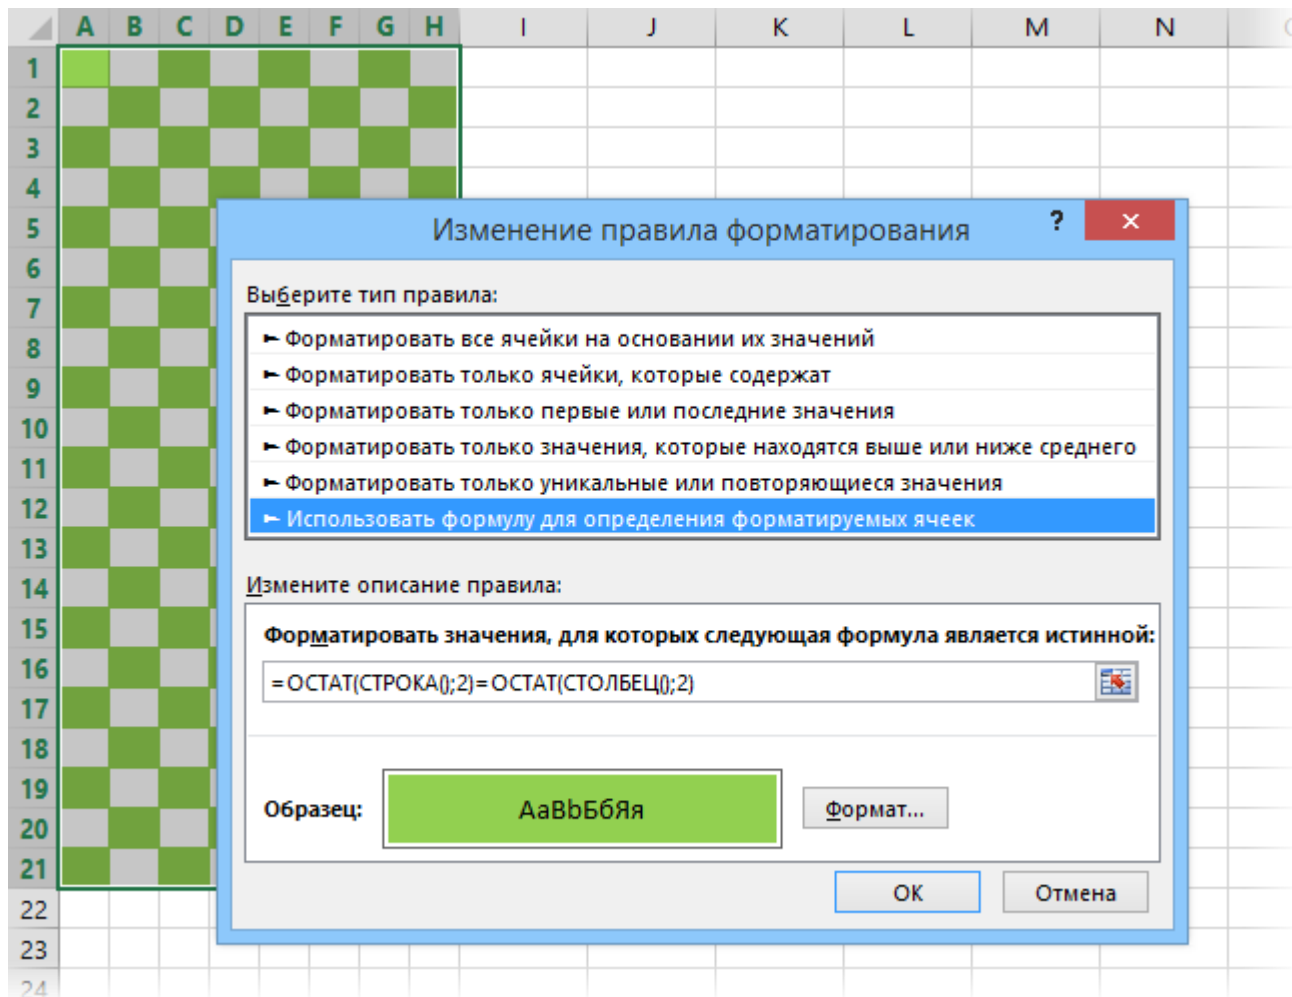 A B C D E F G H I J K L M N
1
2
3
4
5
6
7
8
9
10
11
12
13
14
15
16
17
18
19
20
21
22
23
24
Изменение правила форматирования ? ×
Выберите тип правила:
► Форматировать все ячейки на основании их значений
► Форматировать только ячейки, которые содержат
► Форматировать только первые или последние значения
► Форматировать только значения, которые находятся выше или ниже среднего
► Форматировать только уникальные или повторяющиеся значения
► Использовать формулу для определения форматируемых ячеек
Измените описание правила:
Форматировать значения, для которых следующая формула является истинной:
=ОСТАТ(СТРОКА();2)=ОСТАТ(СТОЛБЕЦ();2)
Образец: АаВbБбЯя Формат...
ОК Отмена